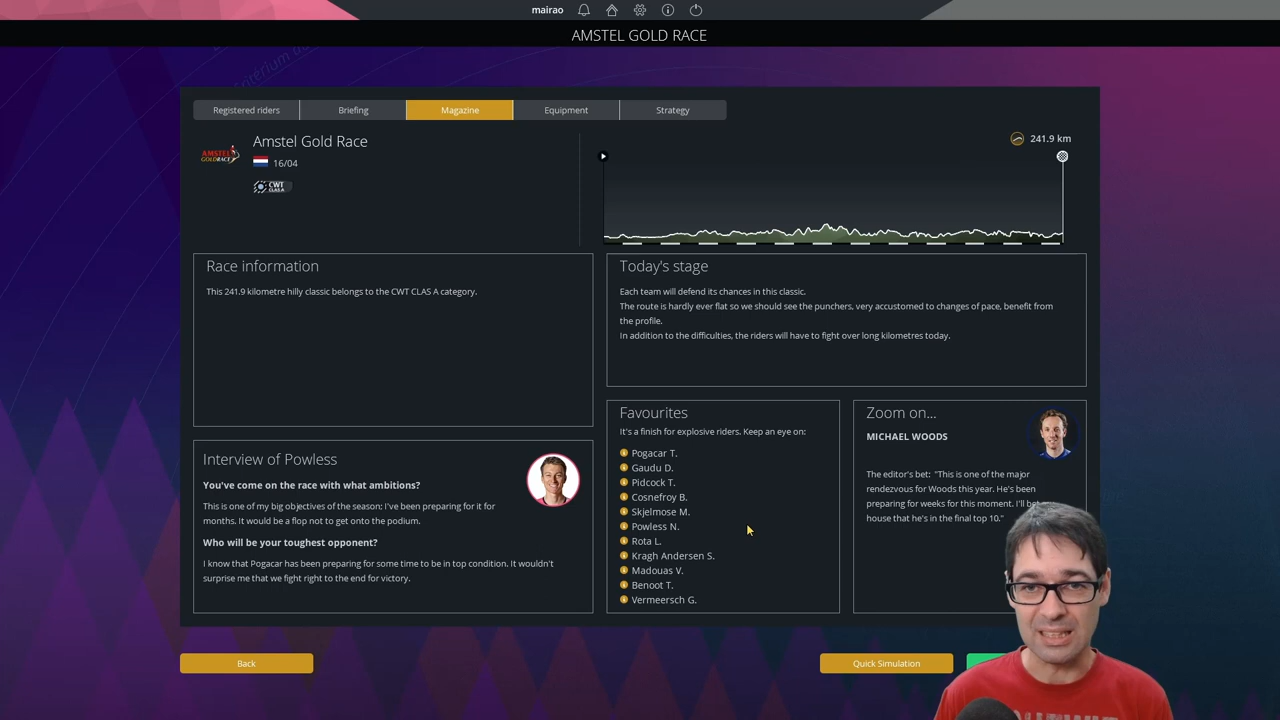 mairao
AMSTEL GOLD RACE
Registered riders
Briefing
Magazine
Equipment
Strategy
AMSTEL
GOLD RACE
Amstel Gold Race
16/04
CWT
CLAS A
241.9 km
Race information
This 241.9 kilometre hilly classic belongs to the CWT CLAS A category.
Today's stage
Each team will defend its chances in this classic.
The route is hardly ever flat so we should see the punchers, very accustomed to changes of pace, benefit from
the profile.
In addition to the difficulties, the riders will have to fight over long kilometres today.
Interview of Powless
You've come on the race with what ambitions?
This is one of my big objectives of the season; I've been preparing for it for
months. It would be a flop not to get onto the podium.
Who will be your toughest opponent?
I know that Pogacar has been preparing for some time to be in top condition. It wouldn't
surprise me that we fight right to the end for victory.
Favourites
It's a finish for explosive riders. Keep an eye on:
Pogacar T.
Gaudu D.
Pidcock T.
Cosnefroy B.
Skjelmose M.
Powless N.
Rota L.
Kragh Andersen S.
Madouas V.
Benoot T.
Vermeersch G.
Zoom on...
MICHAEL WOODS
The editor's bet: "This is one of the major
rendezvous for Woods this year. He's been
preparing for weeks for this moment. I'll be
house that he's in the final top 10."
Back
Quick Simulation